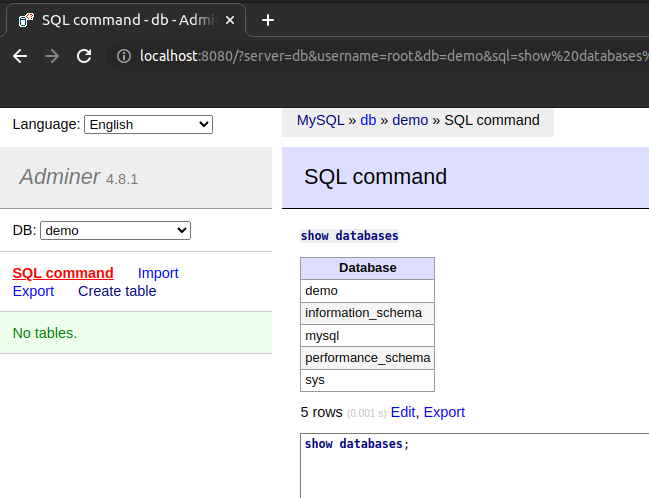 SQL command - db - Admin
localhost:8080/?server=db&username=root&db=demo&sql=show%20databases%
Language: English
MySQL » db » demo » SQL command
Adminer 4.8.1
SQL command
DB: demo
SQL command Import
Export Create table
No tables.
show databases
Database
demo
information_schema
mysql
performance_schema
sys
5 rows (0.001 s) Edit, Export
show databases;